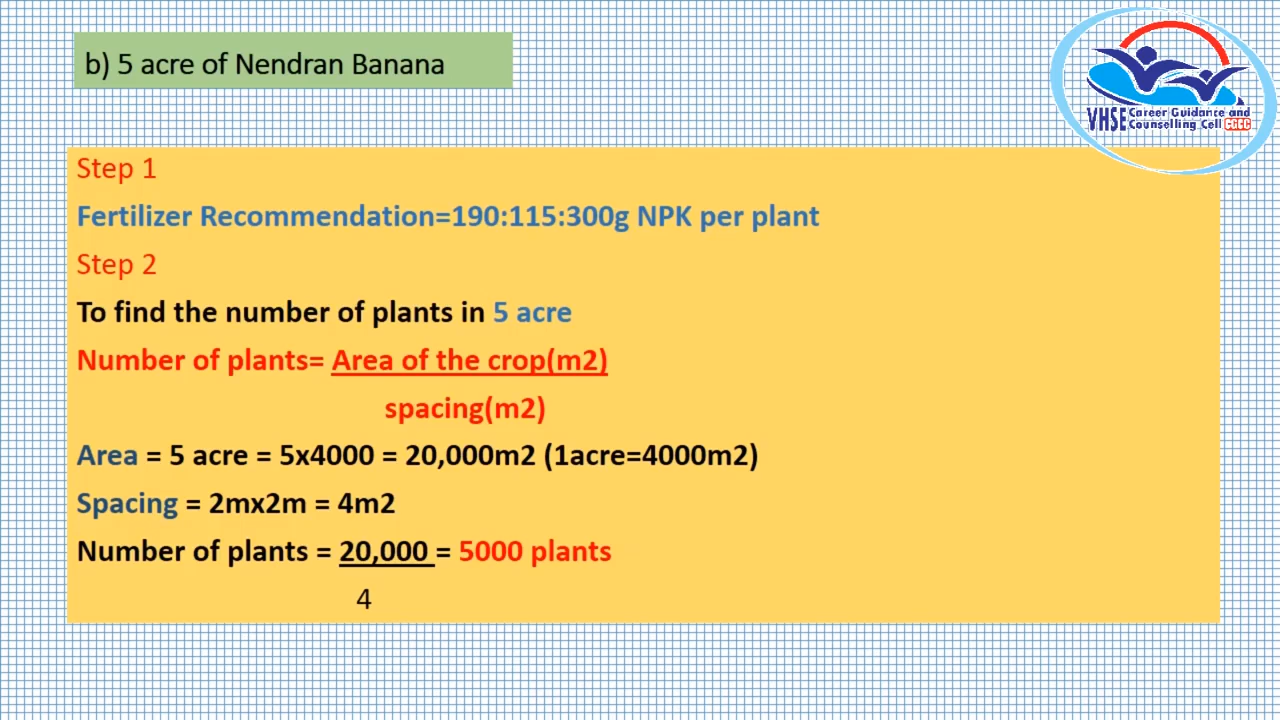 b) 5 acre of Nendran Banana
VHSE Career Guidance and
Counselling Cell CGCC
Step 1
Fertilizer Recommendation=190:115:300g NPK per plant
Step 2
To find the number of plants in 5 acre
Number of plants= Area of the crop(m2)
spacing(m2)
Area = 5 acre = 5x4000 = 20,000m2 (1acre=4000m2)
Spacing = 2mx2m = 4m2
Number of plants = 20,000 = 5000 plants
4